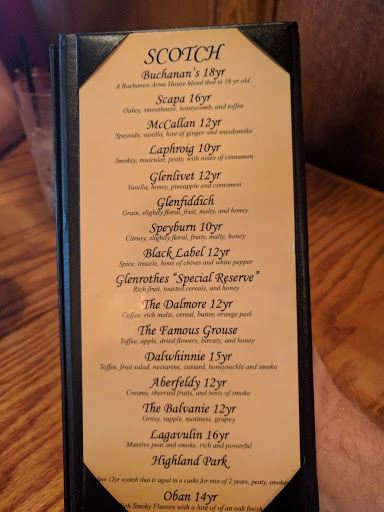 SCOTCH
Buchanan's 18yr
A Buchanan Arms House blend that is 18 yr old
Scapa 16yr
Oakey, smoothness, honeycomb, and toffee
McCallan 12yr
Speyside, vanilla, hint of ginger and woodsmoke
Laphroig 10yr
Smokey, muscular, peaty, with notes of cinnamon
Glenlivet 12yr
Vanilla, honey, pineapple and cinnamon
Glenfiddich
Grain, slightly floral, fruit, malty, and honey
Speyburn 10yr
Citrusy, slightly floral, fruity, malty, honey
Black Label 12yr
Spice, treacle, hints of chives and white pepper
Glenrothes "Special Reserve"
Rich fruit, toasted cereals, and honey
The Dalmore 12yr
Coffee, rich malts, cereal, butter, orange peel
The Famous Grouse
Toffee, apple, dried flowers, and honey
Dalwhinnie 15yr
Toffee, fruit salad, nectarine, custard, honeysuckle and smoke
Aberfeldy 12yr
Creamy, sherried fruits, and hints of smoke
The Balvanie 12yr
Gritsy, supple, nuttiness, grapey
Lagavulin 16yr
Massive peat and smoke, rich and powerful
Highland Park
12yr scotch that is aged in a casks for min of 2 years, peaty, smoke
Oban 14yr
Smoky Flavors with a hint of of an oak finish